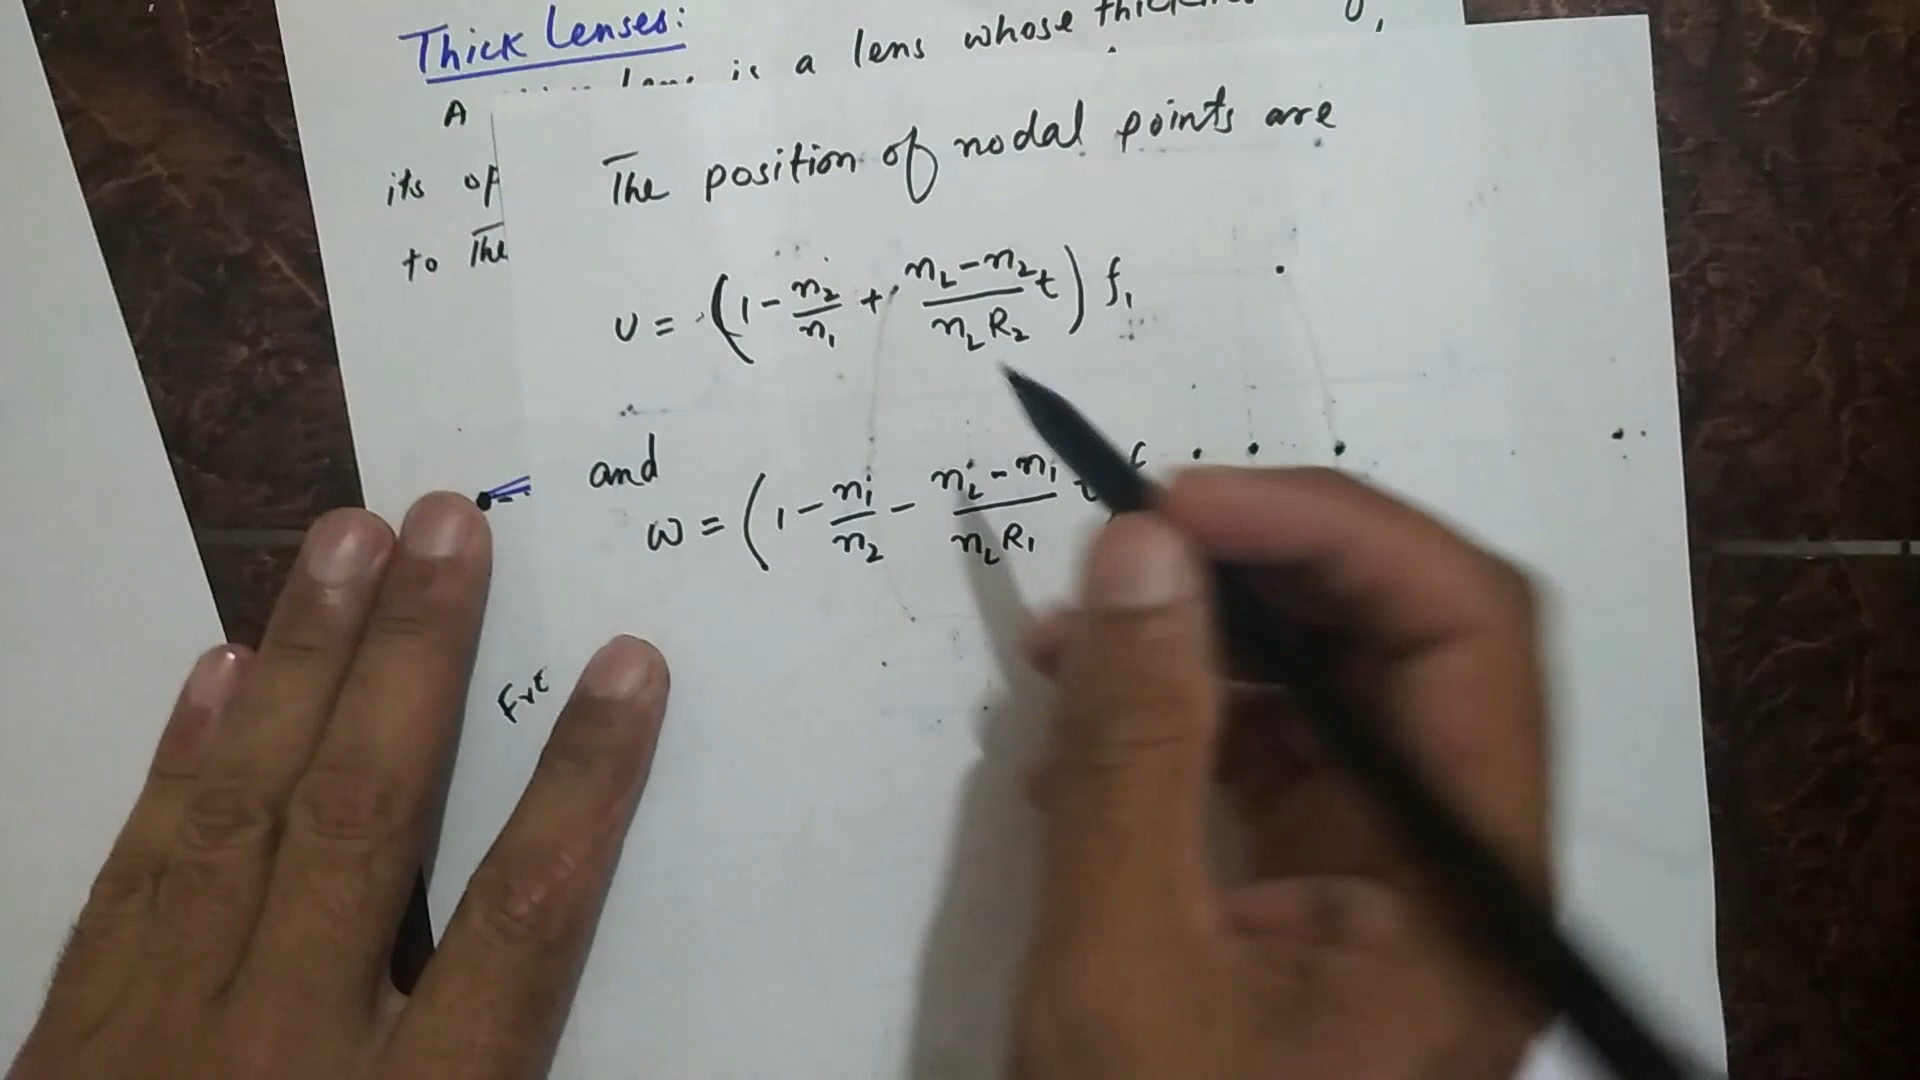 Thick Lenses:
A is a lens whose
its op
to The
The position of nodal points are
υ = (1 - n₂/n₁ + (n_L - n₂)/(n_L R₂) t) f₁
and
w = (1 - n₁/n₂ - (n_L - n₁)/(n_L R₁) t